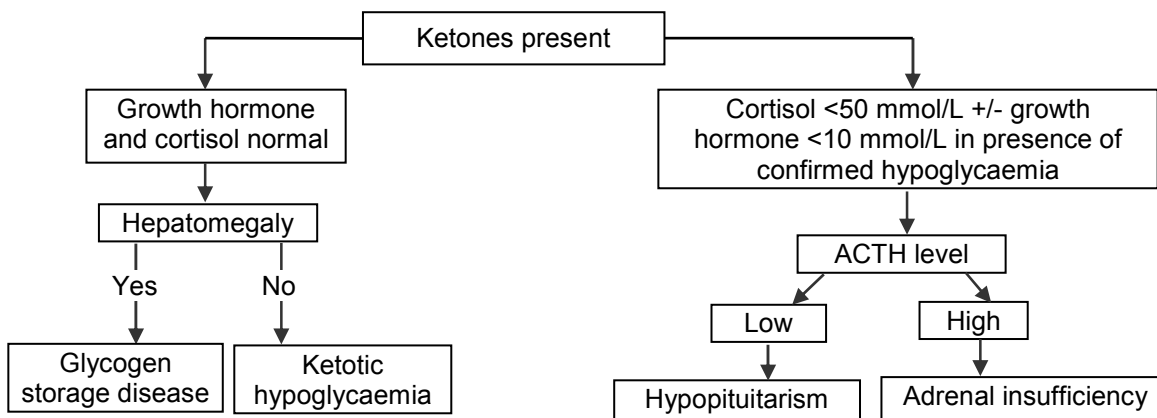 Ketones present
Growth hormone
and cortisol normal
Cortisol <50 mmol/L +/- growth
hormone <10 mmol/L in presence of
confirmed hypoglycaemia
Hepatomegaly
ACTH level
Yes
No
Low
High
Glycogen
storage disease
Ketotic
hypoglycaemia
Hypopituitarism
Adrenal insufficiency